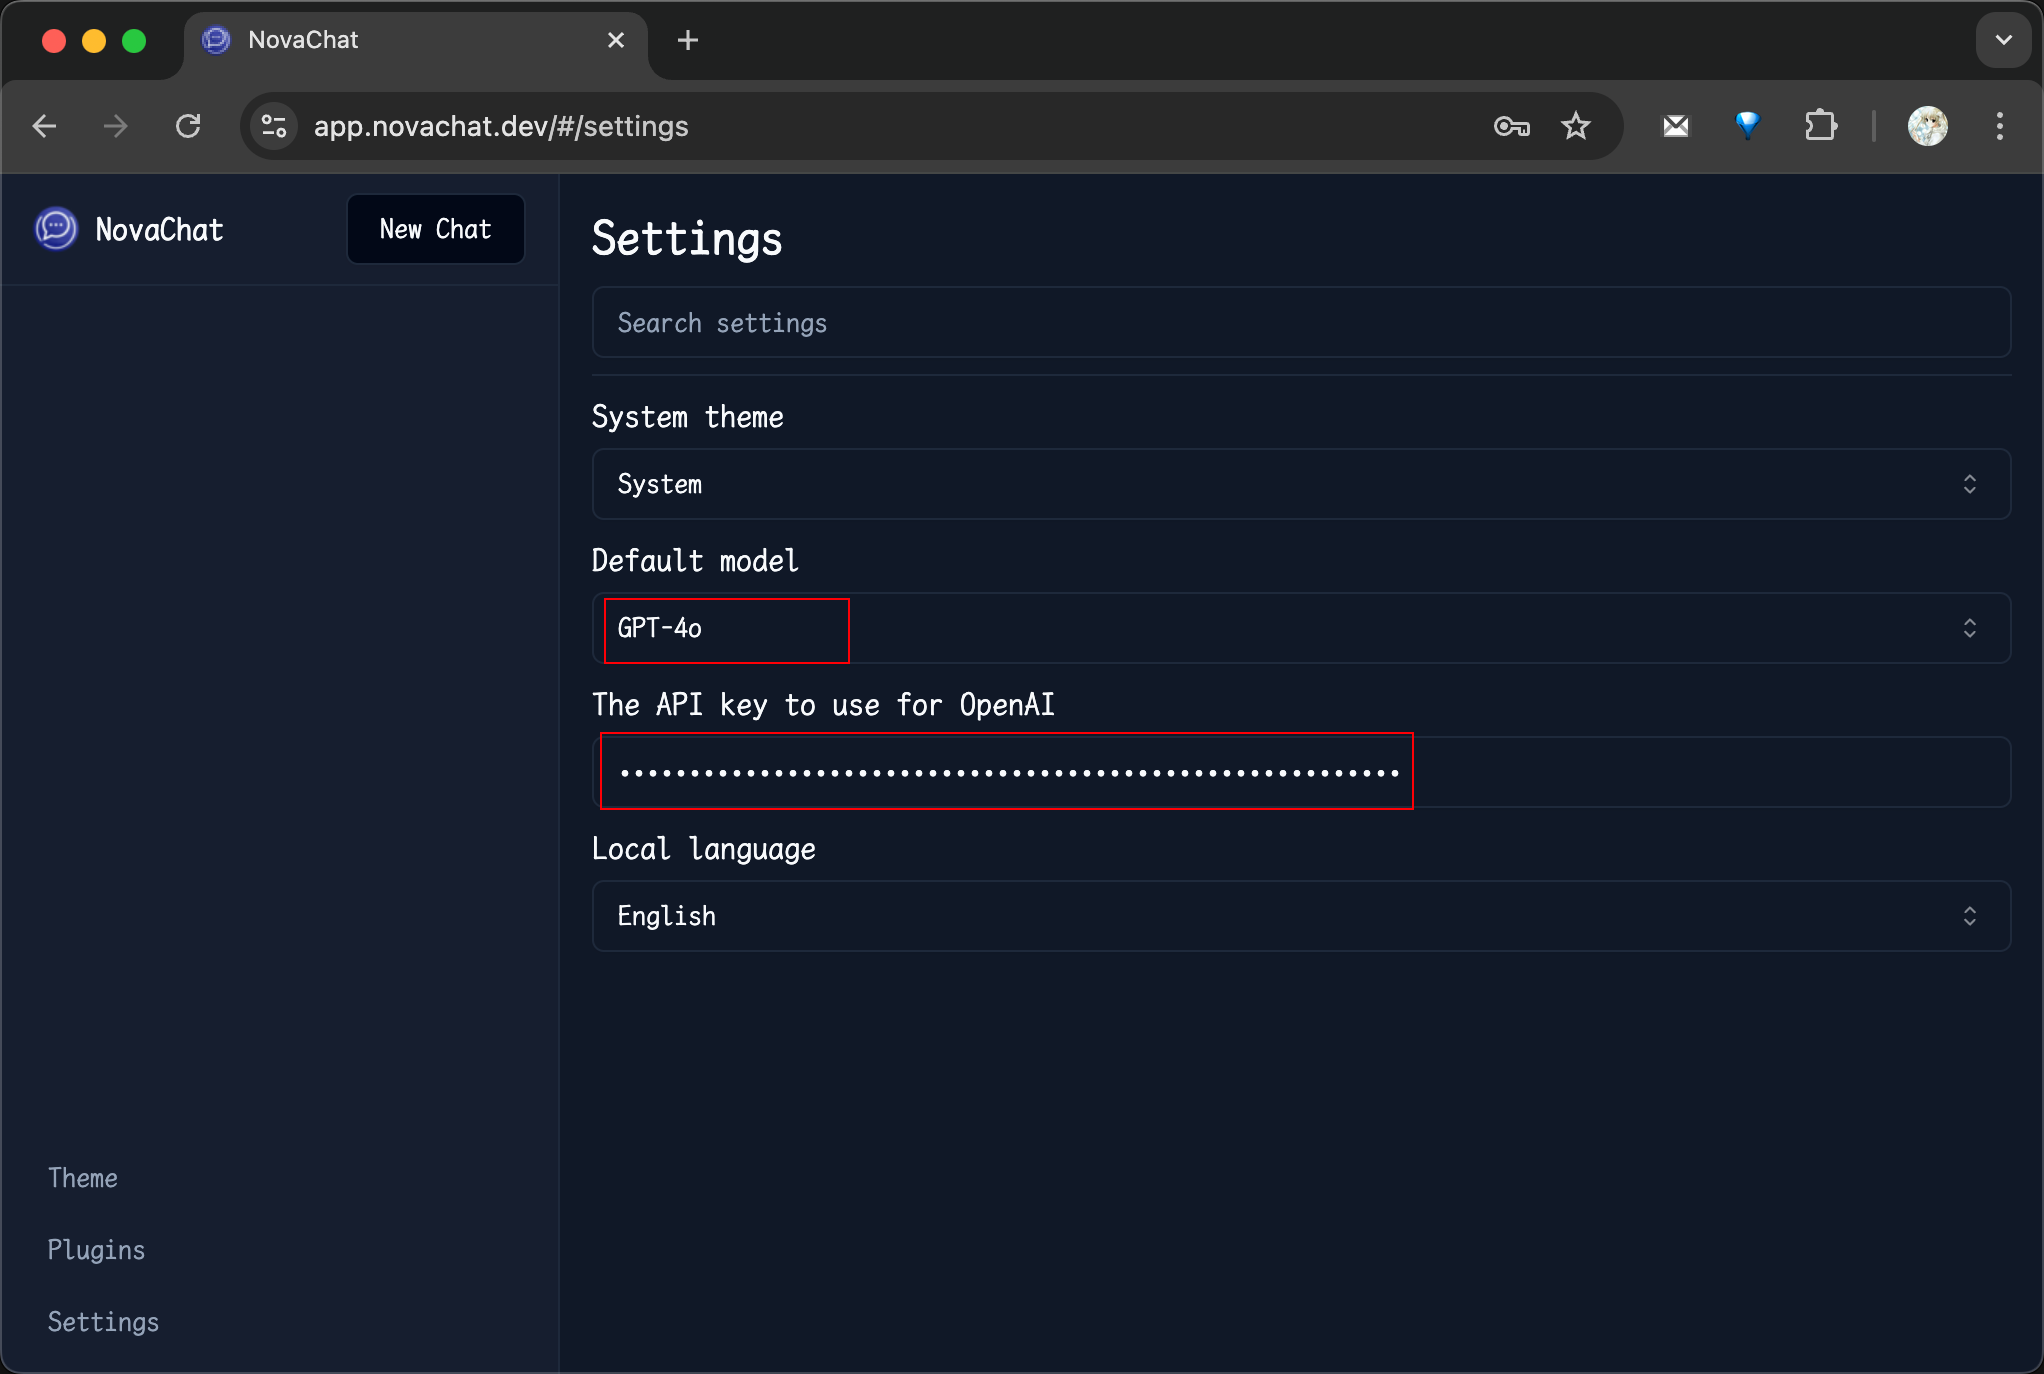 NovaChat
app.novachat.dev/#/settings
NovaChat
New Chat
Settings
Search settings
System theme
System
Default model
GPT-4o
The API key to use for OpenAI
••••••••••••••••••••••••••••••••••••••••••••••••••••••••
Local language
English
Theme
Plugins
Settings